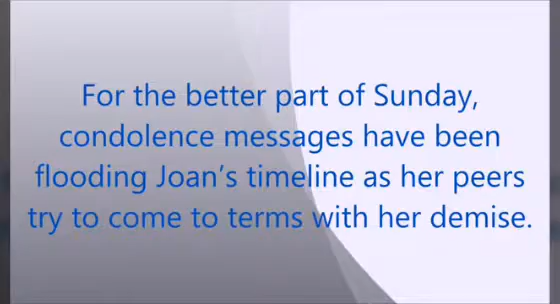 For the better part of Sunday,
condolence messages have been
flooding Joan’s timeline as her peers
try to come to terms with her demise.